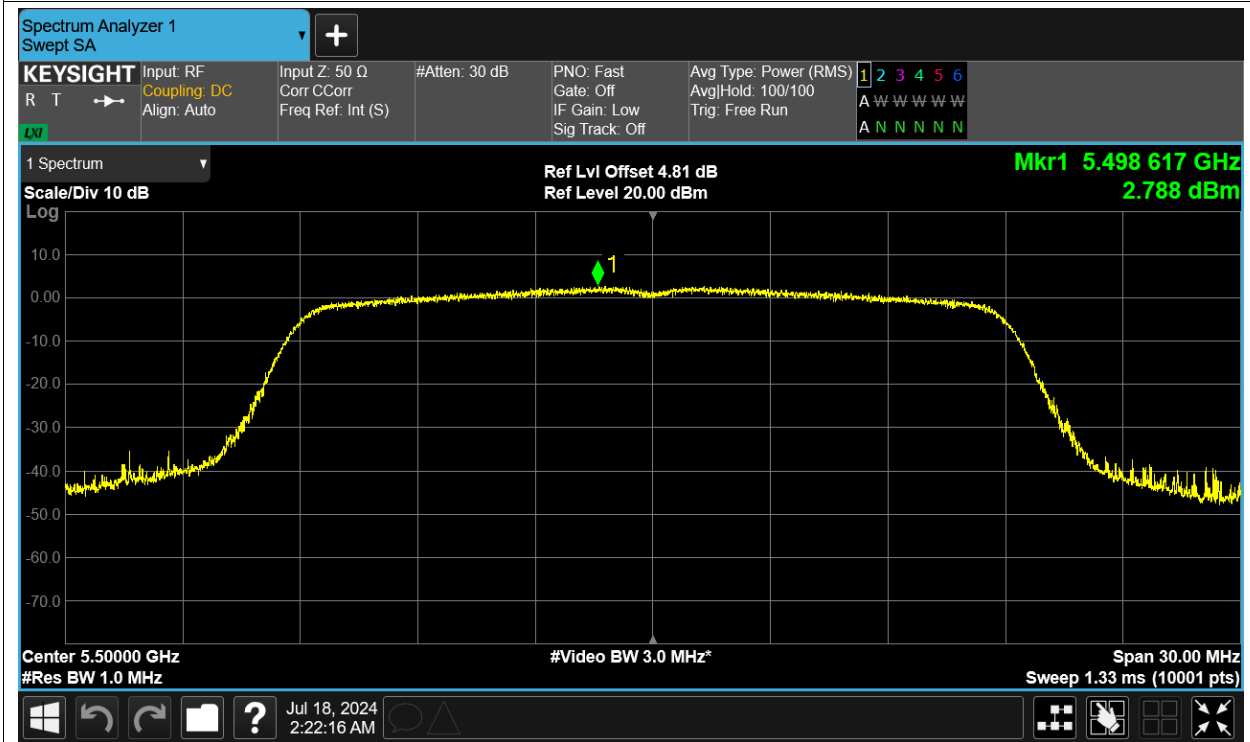 Spectrum Analyzer 1
Swept SA
KEYSIGHT
R T
LXI
Input: RF
Coupling: DC
Align: Auto
Input Z: 50 Ω
Corr CCorr
Freq Ref: Int (S)
#Atten: 30 dB
PNO: Fast
Gate: Off
IF Gain: Low
Sig Track: Off
Avg Type: Power (RMS)
Avg|Hold: 100/100
Trig: Free Run
1 2 3 4 5 6
A W W W W W
A N N N N N
1 Spectrum
Scale/Div 10 dB
Log
Ref Lvl Offset 4.81 dB
Ref Level 20.00 dBm
Mkr1 5.498 617 GHz
2.788 dBm
1
10.0
0.00
-10.0
-20.0
-30.0
-40.0
-50.0
-60.0
-70.0
Center 5.50000 GHz
#Res BW 1.0 MHz
#Video BW 3.0 MHz*
Span 30.00 MHz
Sweep 1.33 ms (10001 pts)
?
Jul 18, 2024
2:22:16 AM